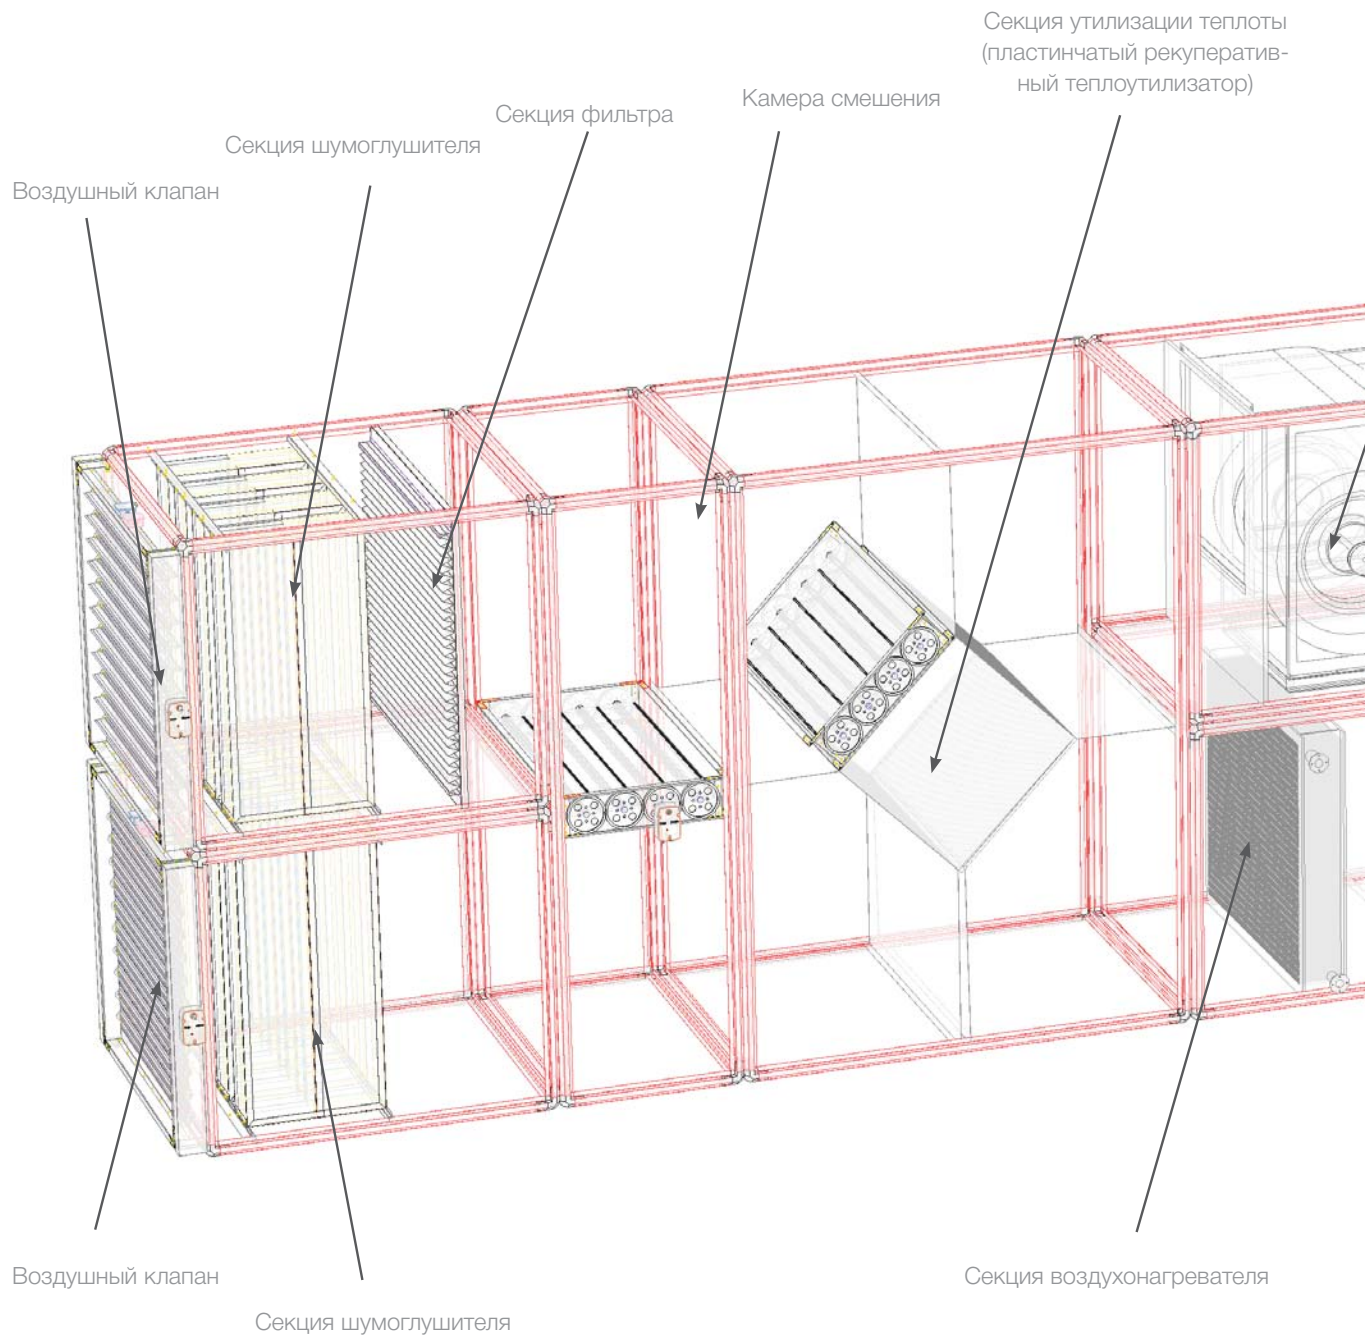 Секция утилизации теплоты
(пластинчатый рекуператив-
ный теплоутилизатор)
Камера смешения
Секция фильтра
Секция шумоглушителя
Воздушный клапан
Воздушный клапан
Секция воздухонагревателя
Секция шумоглушителя